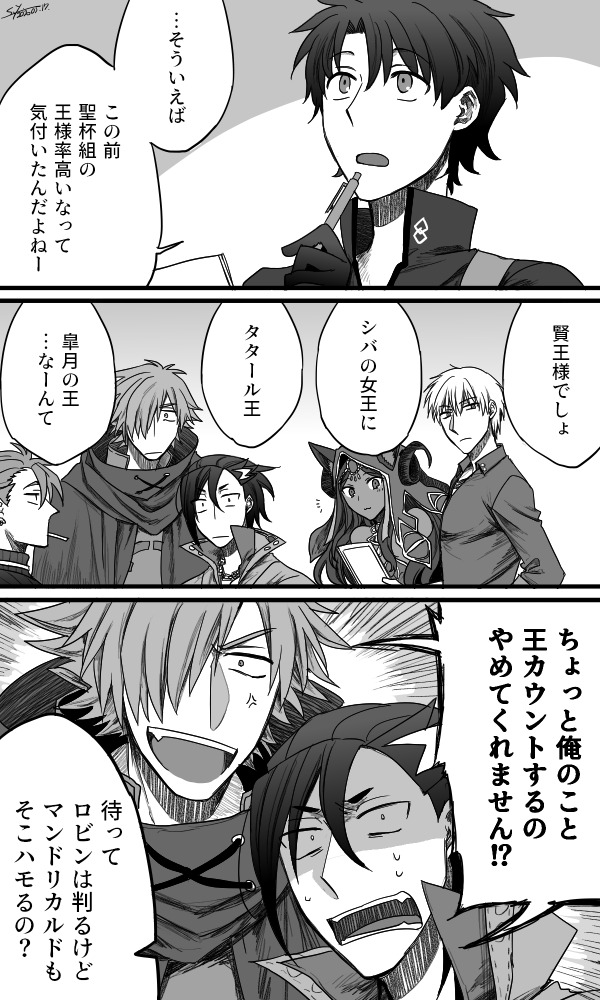 …そういえば
この前
聖杯組の
王様率高いなって
気付いたんだよねー
賢王様でしょ
シバの女王に
タタール王
皐月の王
…なーんて
ちょっと俺のこと
王カウントするの
やめてくれません!?
待って
ロビンは判るけど
マンドリカルドも
そこハモるの？